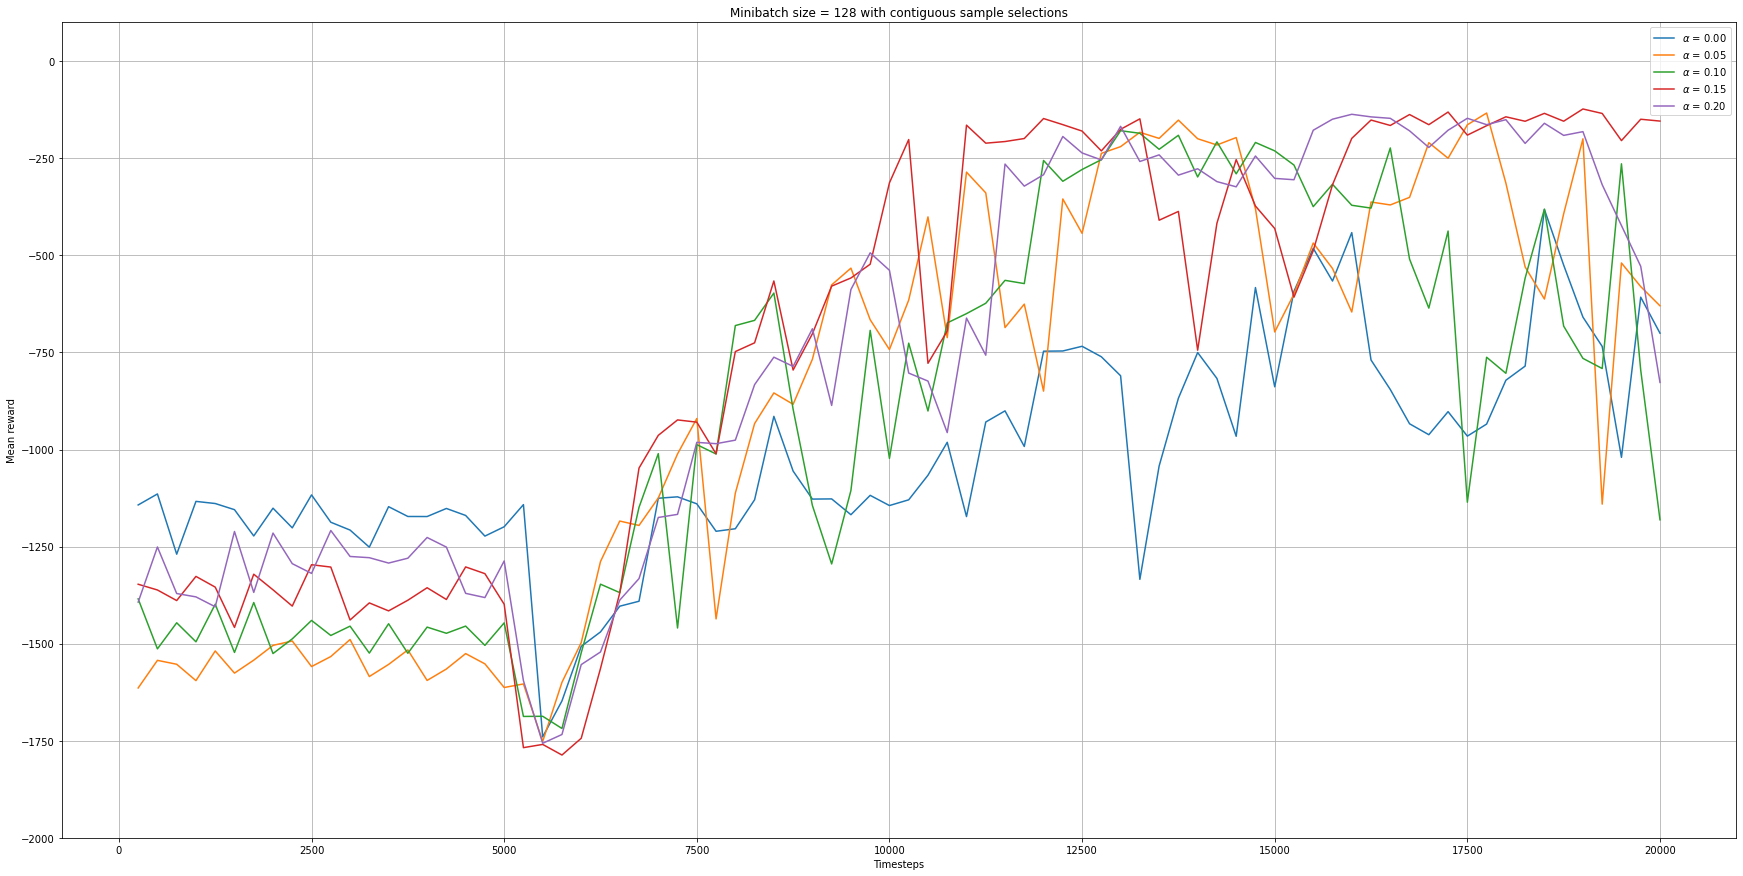 Minibatch size = 128 with contiguous sample selections
α = 0.00
α = 0.05
α = 0.10
α = 0.15
α = 0.20
Mean reward
0
−250
−500
−750
−1000
−1250
−1500
−1750
−2000
0 2500 5000 7500 10000 12500 15000 17500 20000
Timesteps